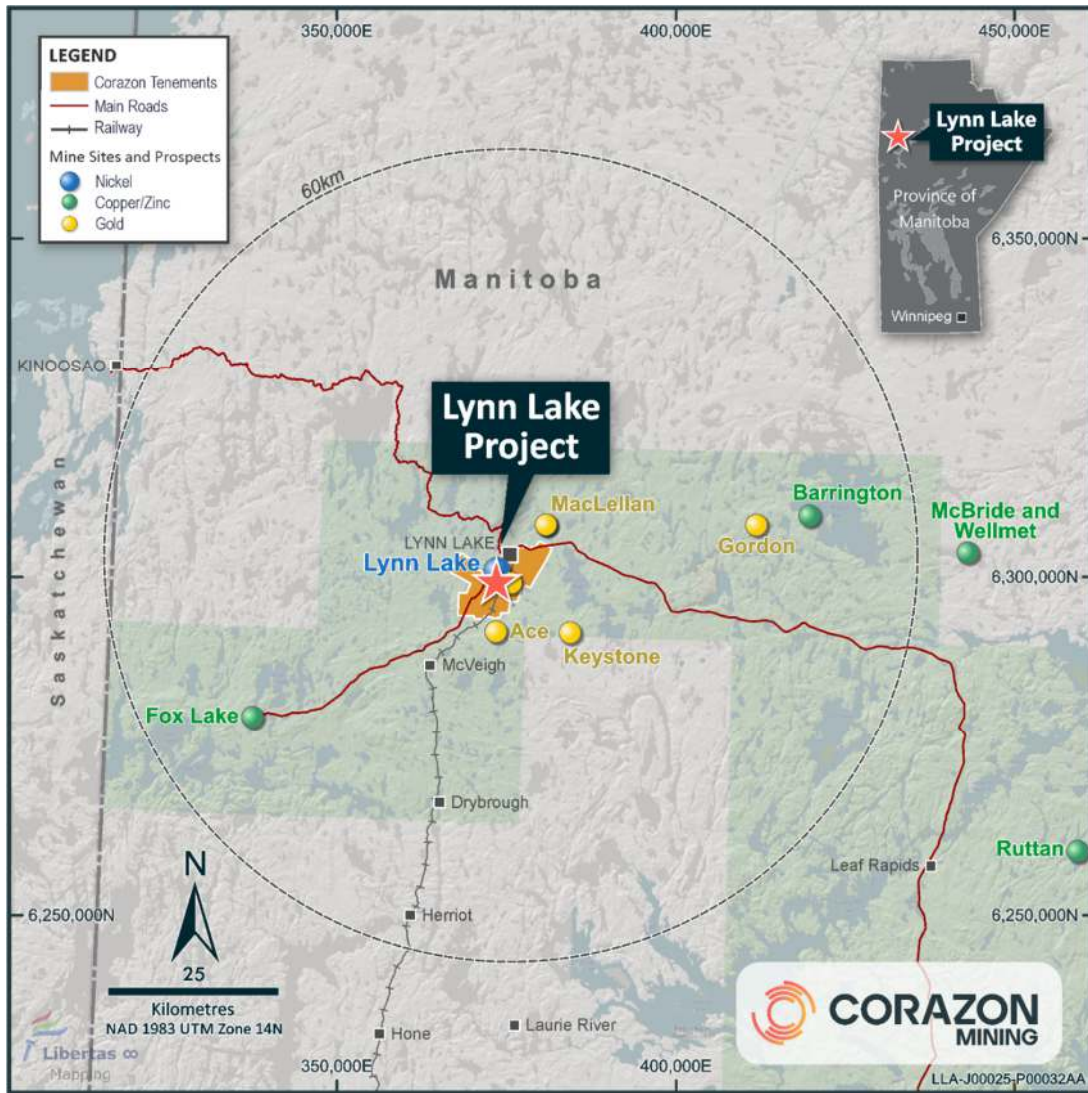 350,000E
400,000E
450,000E
LEGEND
Corazon Tenements
Main Roads
Railway
Mine Sites and Prospects
Nickel
Copper/Zinc
Gold
Lynn Lake
Project
Province of
Manitoba
Winnipeg
60km
6,350,000N
Manitoba
KINOOSAO
Lynn Lake
Project
Saskatchewan
MacLellan
Barrington
McBride and
Wellmet
LYNN LAKE
Gordon
Lynn Lake
6,300,000N
Ace
Keystone
McVeigh
Fox Lake
Drybrough
Ruttan
Leaf Rapids
N
6,250,000N
Herriot
6,250,000N
25
Kilometres
NAD 1983 UTM Zone 14N
CORAZON
MINING
Hone
Laurie River
Libertas ∞
Mapping
350,000E
400,000E
LLA-J00025-P00032AA